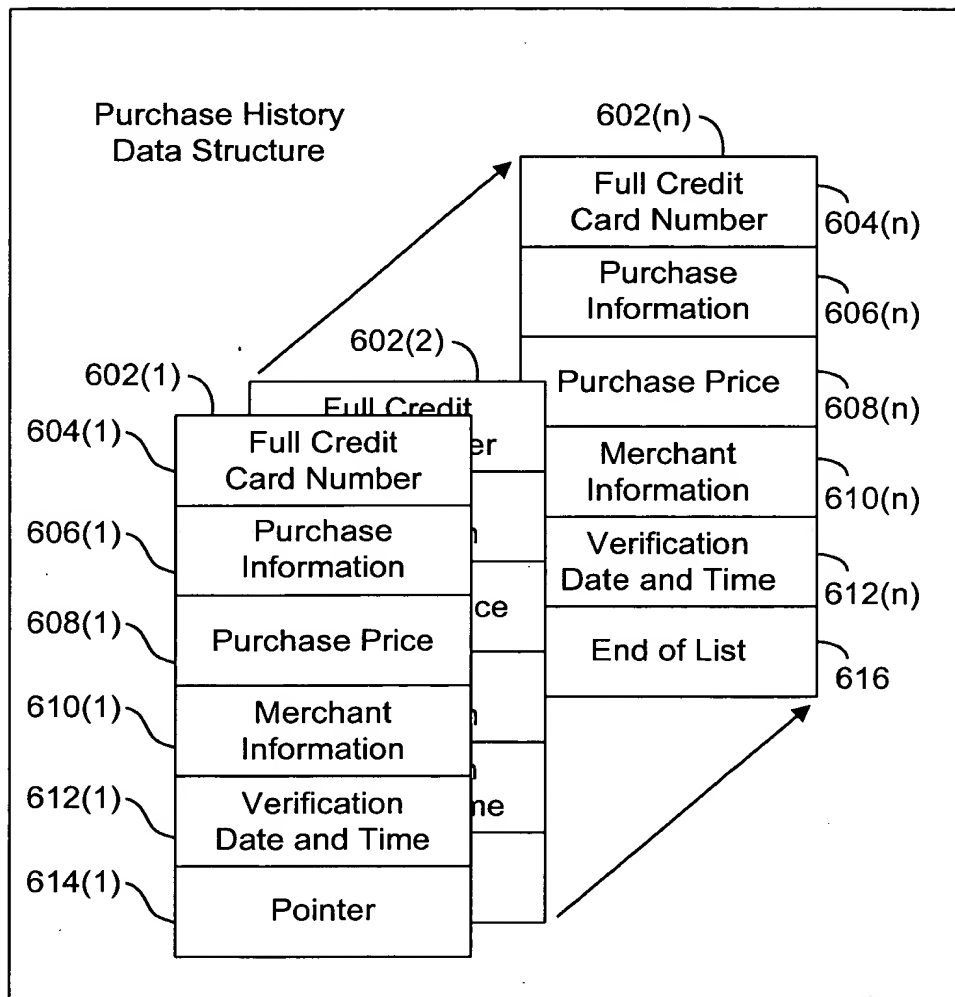 Purchase History
Data Structure
602(n)
Full Credit
Card Number
604(n)
Purchase
Information
606(n)
Purchase Price
608(n)
Merchant
Information
610(n)
Verification
Date and Time
612(n)
End of List
616
602(2)
Full Credit
602(1)
604(1)
Full Credit
Card Number
606(1)
Purchase
Information
608(1)
Purchase Price
610(1)
Merchant
Information
612(1)
Verification
Date and Time
614(1)
Pointer